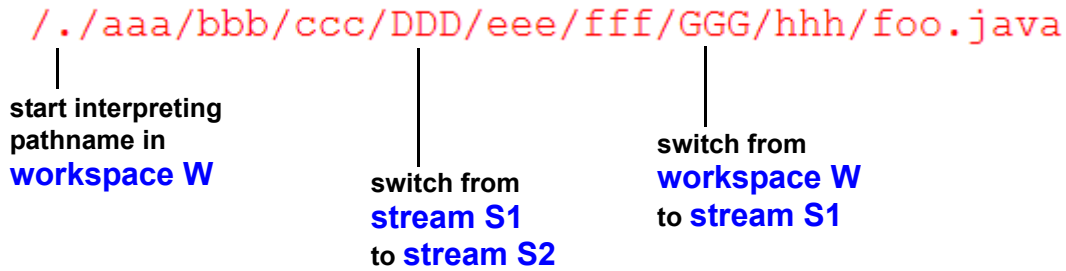 /./aaa/bbb/ccc/DDD/eee/fff/GGG/hhh/foo.java
start interpreting
pathname in
workspace W
switch from
stream S1
to stream S2
switch from
workspace W
to stream S1